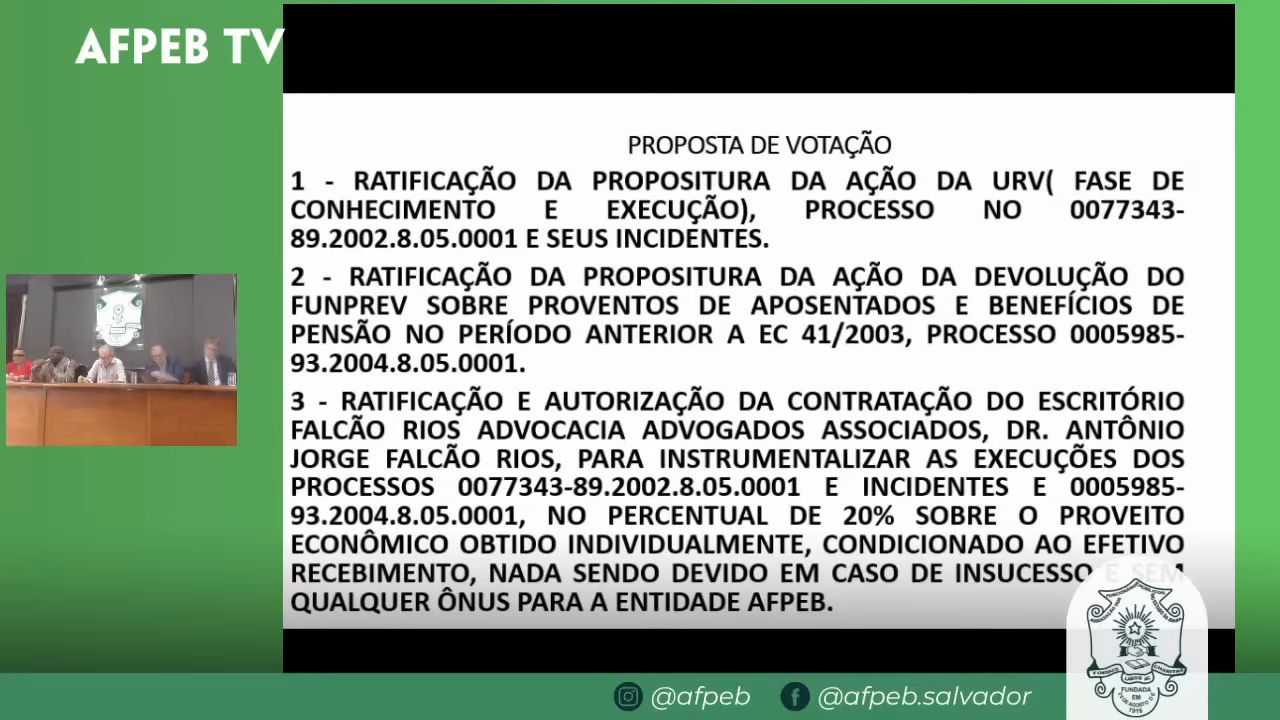 AFPEB TV
PROPOSTA DE VOTAÇÃO
1 - RATIFICAÇÃO DA PROPOSITURA DA AÇÃO DA URV( FASE DE
CONHECIMENTO E EXECUÇÃO), PROCESSO NO 0077343-
89.2002.8.05.0001 E SEUS INCIDENTES.
2 - RATIFICAÇÃO DA PROPOSITURA DA AÇÃO DA DEVOLUÇÃO DO
FUNPREV SOBRE PROVENTOS DE APOSENTADOS E BENEFÍCIOS DE
PENSÃO NO PERÍODO ANTERIOR A EC 41/2003, PROCESSO 0005985-
93.2004.8.05.0001.
3 - RATIFICAÇÃO E AUTORIZAÇÃO DA CONTRATAÇÃO DO ESCRITÓRIO
FALCÃO RIOS ADVOCACIA ADVOGADOS ASSOCIADOS, DR. ANTÔNIO
JORGE FALCÃO RIOS, PARA INSTRUMENTALIZAR AS EXECUÇÕES DOS
PROCESSOS 0077343-89.2002.8.05.0001 E INCIDENTES E 0005985-
93.2004.8.05.0001, NO PERCENTUAL DE 20% SOBRE O PROVEITO
ECONÔMICO OBTIDO INDIVIDUALMENTE, CONDICIONADO AO EFETIVO
RECEBIMENTO, NADA SENDO DEVIDO EM CASO DE INSUCESSO E SEM
QUALQUER ÔNUS PARA A ENTIDADE AFPEB.
FUNDADA
EM
@afpeb @afpeb.salvador